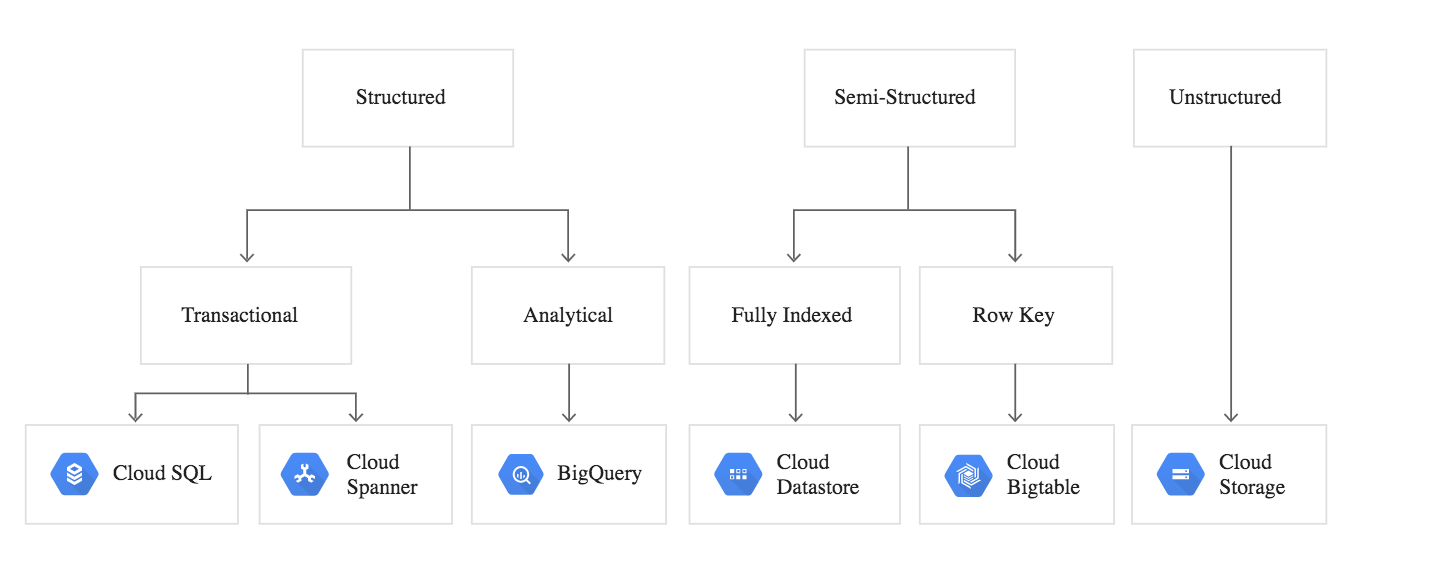 Structured
Semi-Structured
Unstructured
Transactional
Analytical
Fully Indexed
Row Key
Cloud SQL
Cloud
Spanner
BigQuery
Cloud
Datastore
Cloud
Bigtable
Cloud
Storage